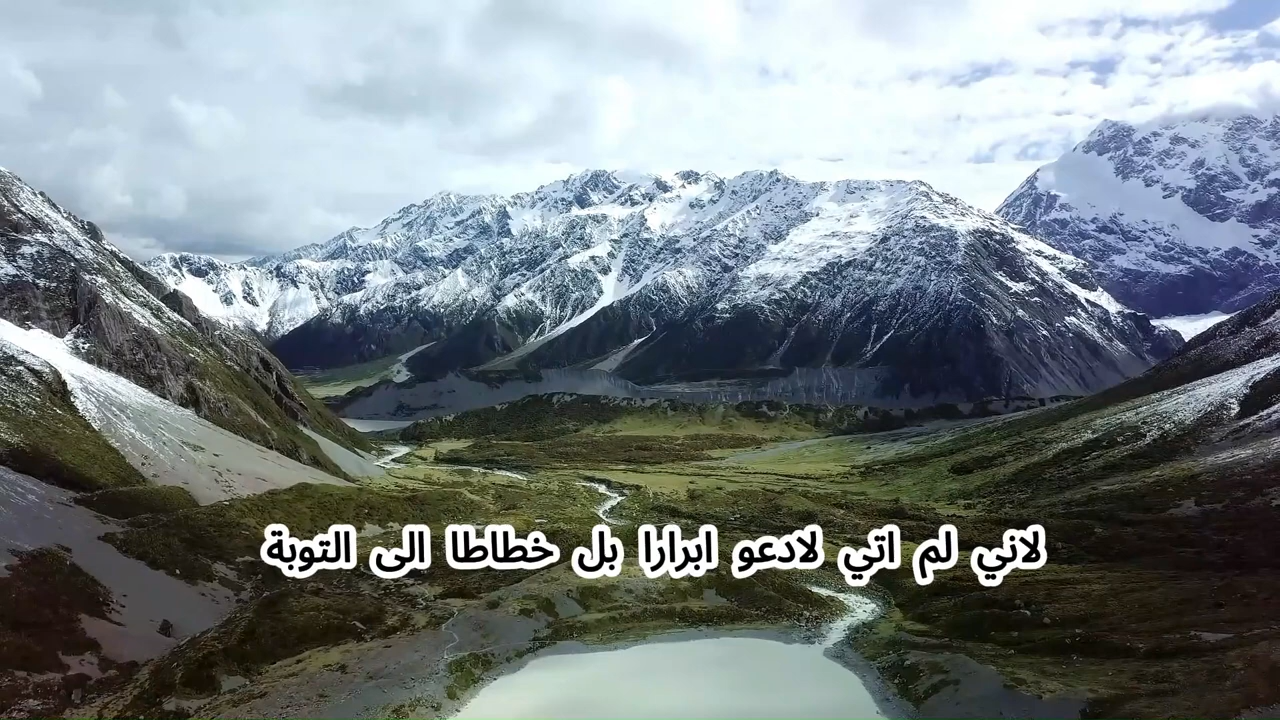 لاني لم اتي لادعو ابرارا بل خطاطا الى التوبة